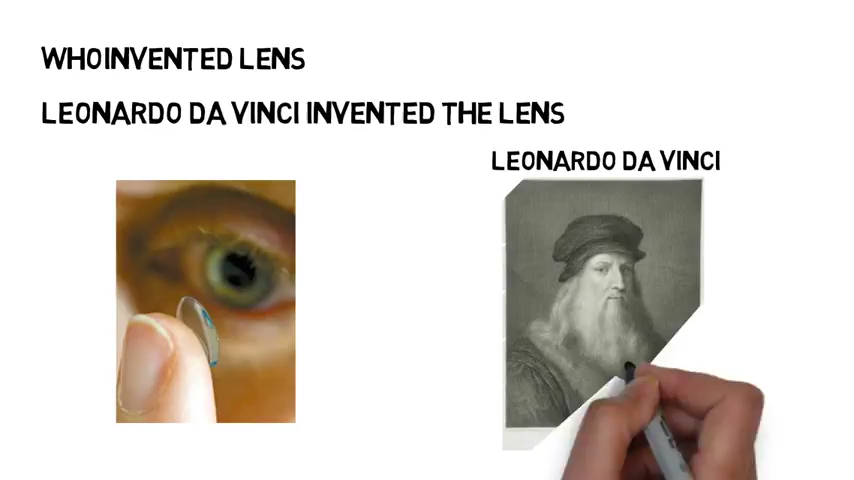 WHOINVENTED LENS
LEONARDO DA VINCI INVENTED THE LENS
LEONARDO DA VINCI